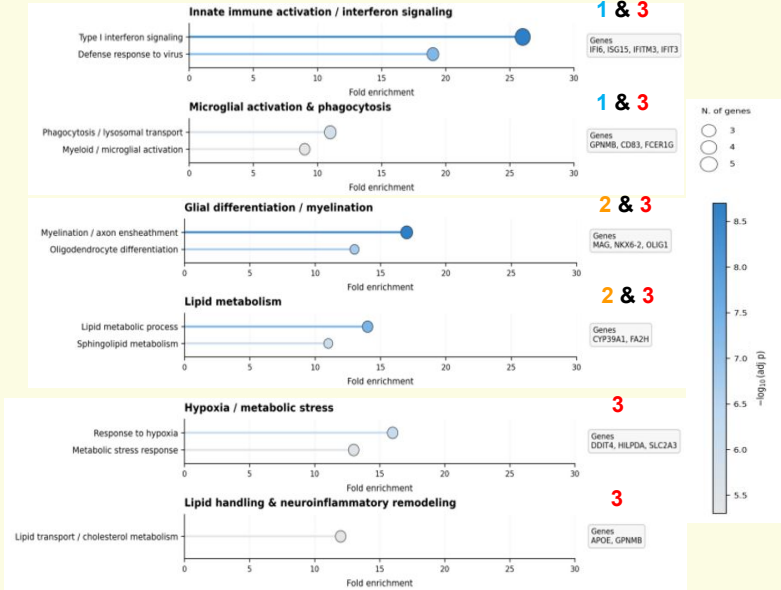 Innate immune activation / interferon signaling
1 & 3
Type I interferon signaling
Defense response to virus
Genes
IFI6, ISG15, IFITM3, IFIT3
0 5 10 15 20 25 30
Fold enrichment
Microglial activation & phagocytosis
1 & 3
Phagocytosis / lysosomal transport
Myeloid / microglial activation
Genes
GPNMB, CD83, FCER1G
0 5 10 15 20 25 30
Fold enrichment
Glial differentiation / myelination
2 & 3
Myelination / axon ensheathment
Oligodendrocyte differentiation
Genes
MAG, NKX6-2, OLIG1
0 5 10 15 20 25 30
Fold enrichment
Lipid metabolism
2 & 3
Lipid metabolic process
Sphingolipid metabolism
Genes
CYP39A1, FA2H
0 5 10 15 20 25 30
Fold enrichment
Hypoxia / metabolic stress
3
Response to hypoxia
Metabolic stress response
Genes
DDIT4, HILPDA, SLC2A3
0 5 10 15 20 25 30
Fold enrichment
Lipid handling & neuroinflammatory remodeling
3
Lipid transport / cholesterol metabolism
Genes
APOE, GPNMB
0 5 10 15 20 25 30
Fold enrichment
N. of genes
3
4
5
8.5
8.0
7.5
7.0
6.5
6.0
5.5
−log₁₀(adj p)